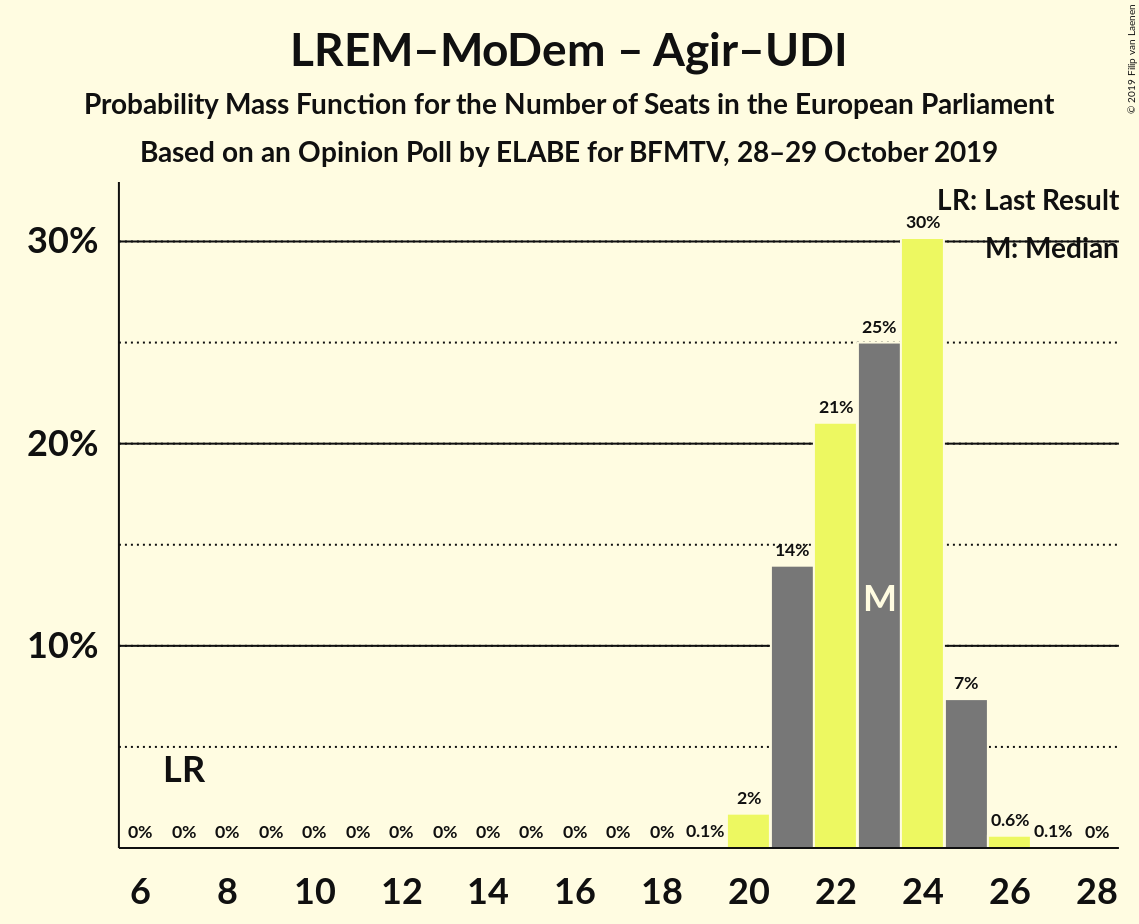 LREM–MoDem – Agir–UDI
Probability Mass Function for the Number of Seats in the European Parliament
Based on an Opinion Poll by ELABE for BFMTV, 28–29 October 2019
© 2019 Filip van Laenen
LR: Last Result
M: Median
30%
20%
10%
30%
25%
21%
14%
M
7%
LR
2%
0% 0% 0% 0% 0% 0% 0% 0% 0% 0% 0% 0% 0% 0.1% 0.6% 0.1% 0%
6 8 10 12 14 16 18 20 22 24 26 28